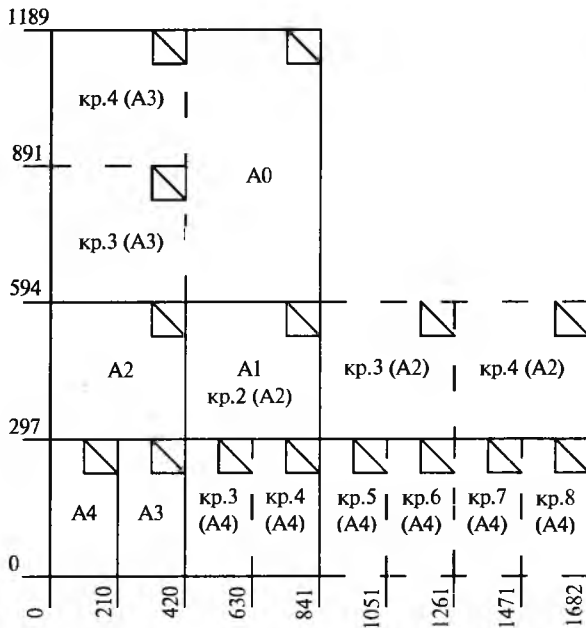 1189
кр.4 (А3)
891
А0
кр.3 (А3)
594
А2
А1
кр.2 (А2)
кр.3 (А2)
кр.4 (А2)
297
А4
А3
кр.3
(А4)
кр.4
(А4)
кр.5
(А4)
кр.6
(А4)
кр.7
(А4)
кр.8
(А4)
0
0
210
420
630
841
1051
1261
1471
1682